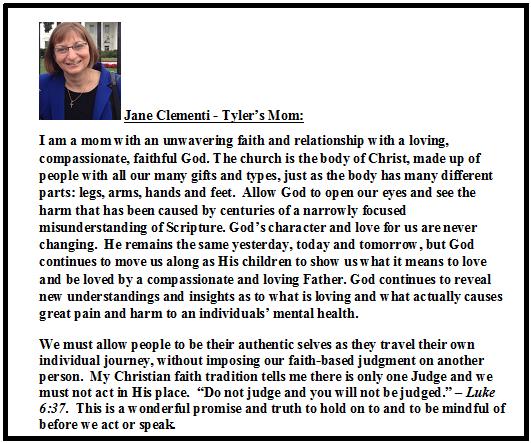 Jane Clementi - Tyler's Mom:
I am a mom with an unwavering faith and relationship with a loving,
compassionate, faithful God. The church is the body of Christ, made up of
people with all our many gifts and types, just as the body has many different
parts: legs, arms, hands and feet.  Allow God to open our eyes and see the
harm that has been caused by centuries of a narrowly focused
misunderstanding of Scripture. God's character and love for us are never
changing.  He remains the same yesterday, today and tomorrow, but God
continues to move us along as His children to show us what it means to love
and be loved by a compassionate and loving Father. God continues to reveal
new understandings and insights as to what is loving and what actually causes
great pain and harm to an individuals' mental health.
We must allow people to be their authentic selves as they travel their own
individual journey, without imposing our faith-based judgment on another
person.  My Christian faith tradition tells me there is only one Judge and we
must not act in His place.  "Do not judge and you will not be judged." – Luke
6:37.  This is a wonderful promise and truth to hold on to and to be mindful of
before we act or speak.